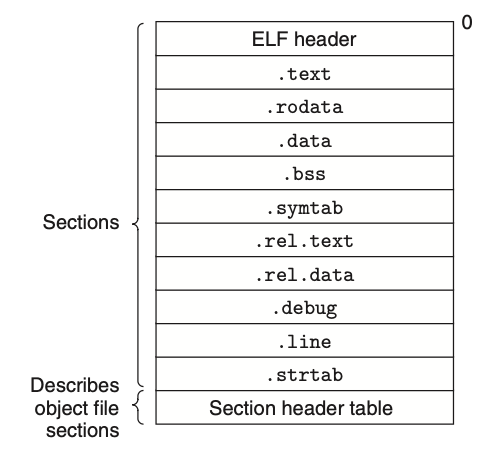 0
ELF header
.text
.rodata
.data
.bss
.symtab
Sections
.rel.text
.rel.data
.debug
.line
.strtab
Describes
object file
sections
Section header table